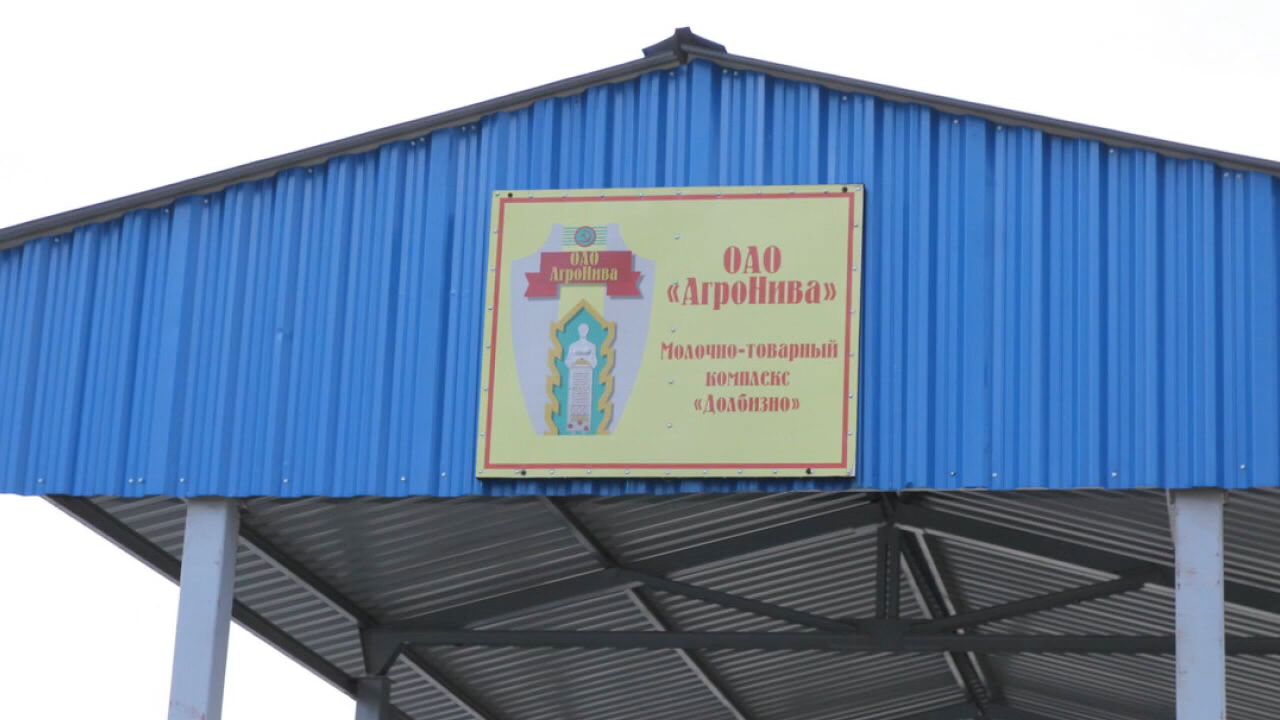 ОАО
АгроНива
ОАО
«АгроНива»
Молочно-товарный
комплекс
«Долбизно»